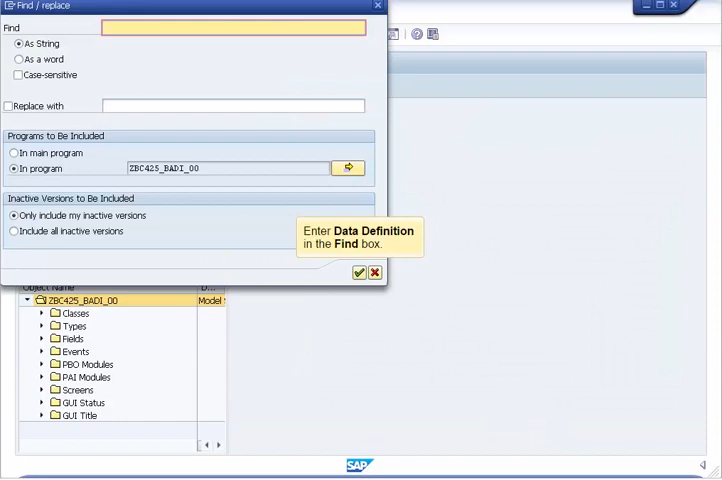 Find / replace
Find
As String
As a word
Case-sensitive
Replace with
Programs to Be Included
In main program
In program ZBC425_BADI_00
Inactive Versions to Be Included
Only include my inactive versions
Include all inactive versions
Enter Data Definition
in the Find box.
Object Name D...
ZBC425_BADI_00 Model
Classes
Types
Fields
Events
PBO Modules
PAI Modules
Screens
GUI Status
GUI Title
SAP